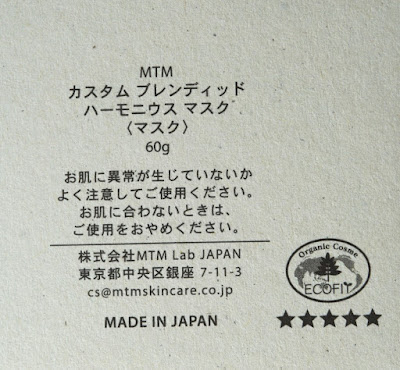 MTM
カスタム ブレンディッド
ハーモニウス マスク
〈マスク〉
60g
お肌に異常が生じていないか
よく注意してご使用ください。
お肌に合わないときは、
ご使用をおやめください。
株式会社MTM Lab JAPAN
東京都中央区銀座 7-11-3
cs@mtmskincare.co.jp
MADE IN JAPAN
Organic Cosme
ECOFIT
★★★★★